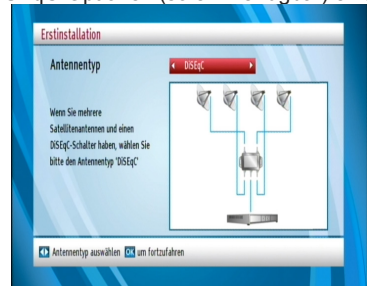 Erstinstallation
Antennentyp
DiSEqC
Wenn Sie mehrere
Satellitenantennen und einen
DiSEqC-Schalter haben, wählen Sie
bitte den Antennentyp 'DiSEqC'
Antennentyp auswählen OK um fortzufahren